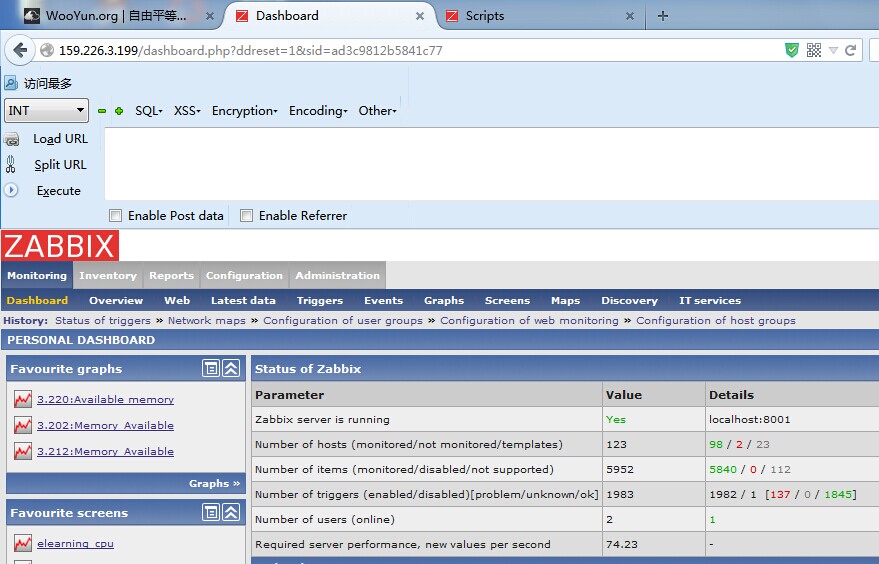 WooYun.org | 自由平等... × Dashboard × Scripts × +
159.226.3.199/dashboard.php?ddreset=1&sid=ad3c9812b5841c77
访问最多
INT SQL XSS Encryption Encoding Other
Load URL
Split URL
Execute
Enable Post data Enable Referrer
ZABBIX
Monitoring Inventory Reports Configuration Administration
Dashboard Overview Web Latest data Triggers Events Graphs Screens Maps Discovery IT services
History: Status of triggers » Network maps » Configuration of user groups » Configuration of web monitoring » Configuration of host groups
PERSONAL DASHBOARD
Favourite graphs
3.220:Available memory
3.202:Memory Available
3.212:Memory Available
Graphs »
Favourite screens
elearning cpu
Status of Zabbix
Parameter Value Details
Zabbix server is running Yes localhost:8001
Number of hosts (monitored/not monitored/templates) 123 98 / 2 / 23
Number of items (monitored/disabled/not supported) 5952 5840 / 0 / 112
Number of triggers (enabled/disabled)[problem/unknown/ok] 1983 1982 / 1 [137 / 0 / 1845]
Number of users (online) 2 1
Required server performance, new values per second 74.23 -